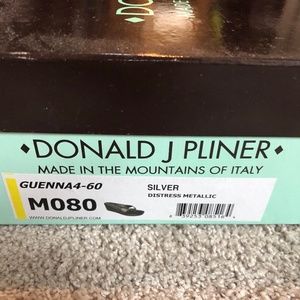 ♦DONALD J PLINER♦
MADE IN THE MOUNTAINS OF ITALY
GUENNA4-60
SILVER
DISTRESS METALLIC
M080
WWW.DONALDJPLINER.COM